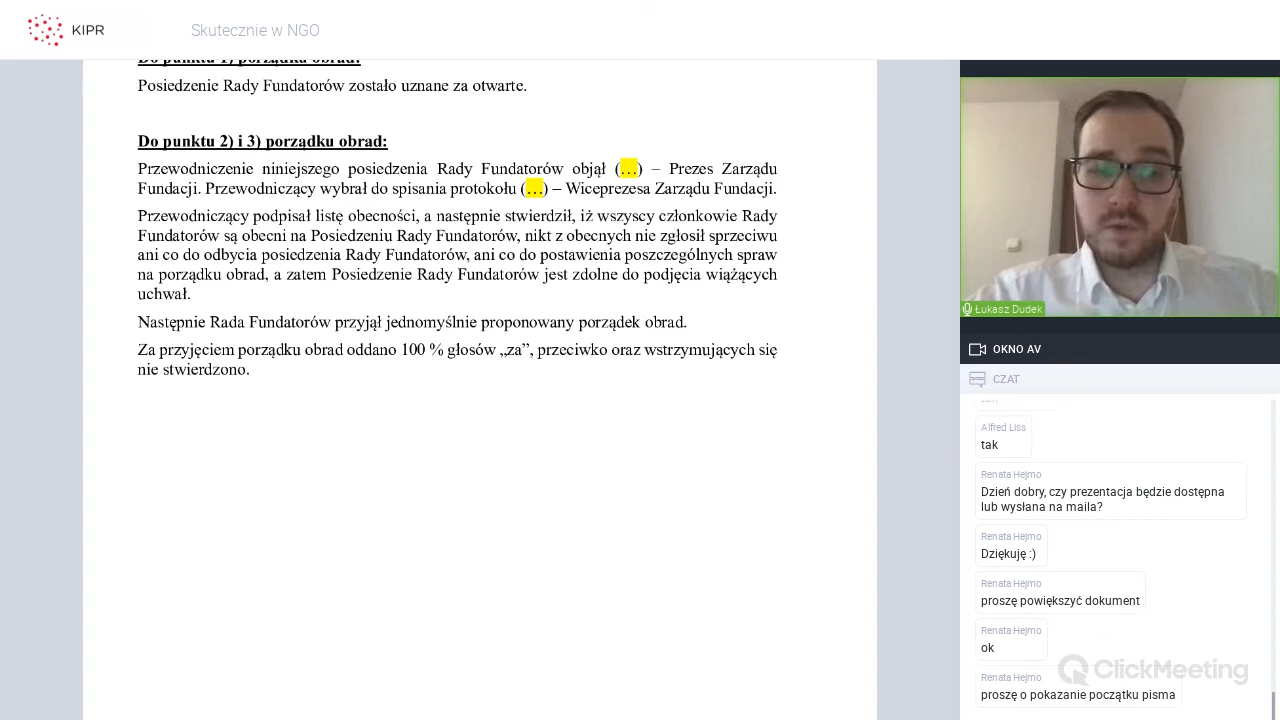 KIPR
Skutecznie w NGO
Do punktu 1) porządku obrad:
Posiedzenie Rady Fundatorów zostało uznane za otwarte.
Do punktu 2) i 3) porządku obrad:
Przewodniczenie niniejszego posiedzenia Rady Fundatorów objął (…) – Prezes Zarządu
Fundacji. Przewodniczący wybrał do spisania protokołu (…) – Wiceprezesa Zarządu Fundacji.
Przewodniczący podpisał listę obecności, a następnie stwierdził, iż wszyscy członkowie Rady
Fundatorów są obecni na Posiedzeniu Rady Fundatorów, nikt z obecnych nie zgłosił sprzeciwu
ani co do odbycia posiedzenia Rady Fundatorów, ani co do postawienia poszczególnych spraw
na porządku obrad, a zatem Posiedzenie Rady Fundatorów jest zdolne do podjęcia wiążących
uchwał.
Następnie Rada Fundatorów przyjął jednomyślnie proponowany porządek obrad.
Za przyjęciem porządku obrad oddano 100 % głosów „za”, przeciwko oraz wstrzymujących się
nie stwierdzono.
Łukasz Dudek
OKNO AV
CZAT
Alfred Liss
tak
Renata Hejmo
Dzień dobry, czy prezentacja będzie dostępna
lub wysłana na maila?
Renata Hejmo
Dziękuję :)
Renata Hejmo
proszę powiększyć dokument
Renata Hejmo
ok
ClickMeeting
Renata Hejmo
proszę o pokazanie początku pisma